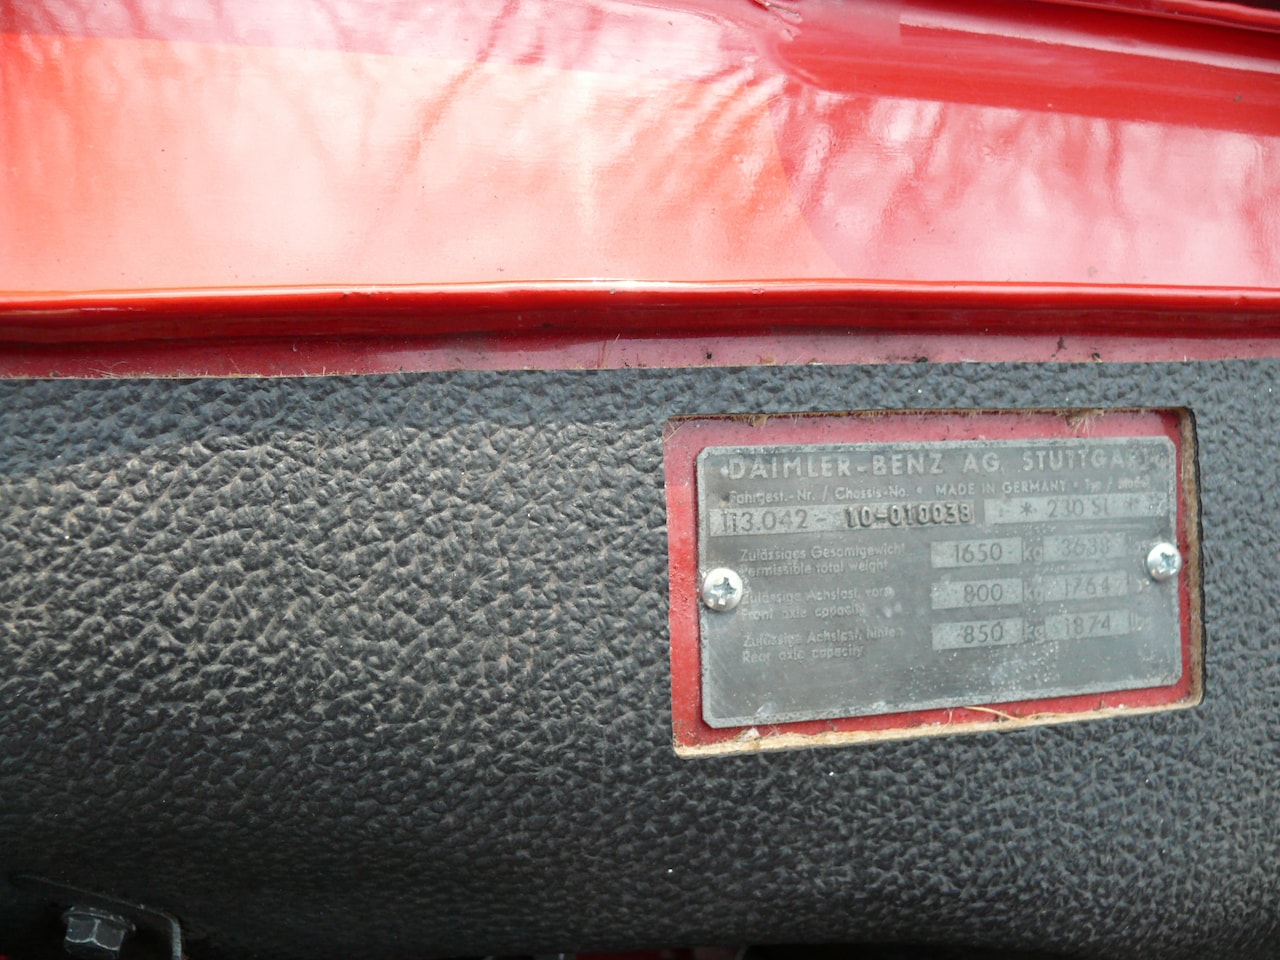 DAIMLER-BENZ AG. STUTTGART
Fahrgest.-Nr. / Chassis-No. • MADE IN GERMANY • Typ / Model
113.042 - 10-010038 * 230 SL *
Zulässiges Gesamtgewicht 1650 kg 3638
Permissible total weight
Zulässige Achslast, vorn 800 kg 1764
Front axle capacity
Zulässige Achslast, hinten 850 kg 1874 lbs
Rear axle capacity